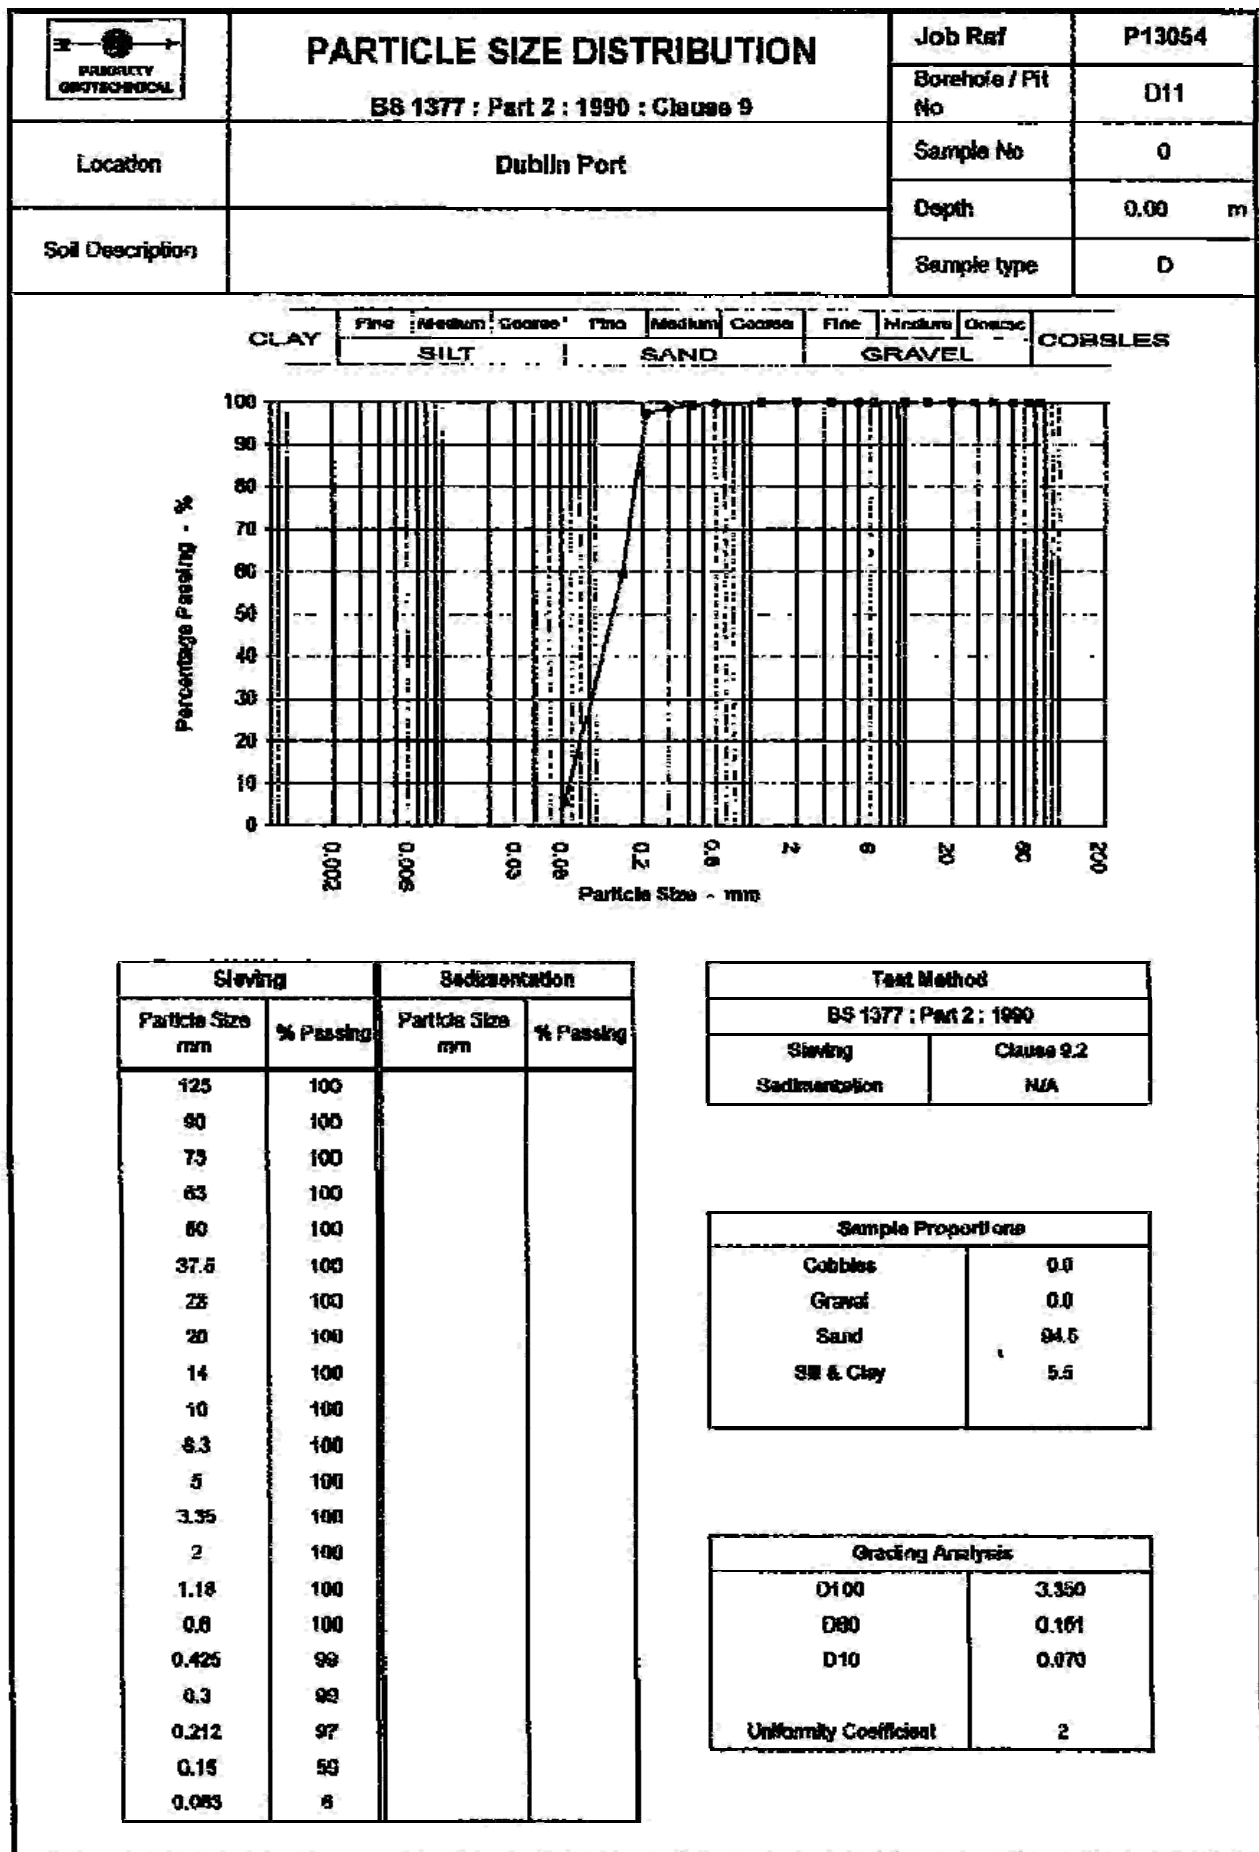 PRIORITY
GEOTECHNICAL
PARTICLE SIZE DISTRIBUTION
BS 1377 : Part 2 : 1990 : Clause 9
Job Ref P13054
Borehole / Pit No D11
Location Dublin Port
Sample No 0
Depth 0.00 m
Soil Description
Sample type D
CLAY Fine Medium Coarse Fine Medium Coarse Fine Medium Coarse COBBLES
SILT SAND GRAVEL
Percentage Passing - %
100
90
80
70
60
50
40
30
20
10
0
0.002 0.006 0.03 0.06 0.2 0.6 2 6 20 60 200
Particle Size - mm
Sieving Sedimentation
Particle Size mm % Passing Particle Size mm % Passing
125 100
90 100
75 100
63 100
50 100
37.5 100
28 100
20 100
14 100
10 100
6.3 100
5 100
3.35 100
2 100
1.18 100
0.6 100
0.425 99
0.3 99
0.212 97
0.15 59
0.063 6
Test Method
BS 1377 : Part 2 : 1990
Sieving Clause 9.2
Sedimentation N/A
Sample Proportions
Cobbles 0.0
Gravel 0.0
Sand 94.5
Silt & Clay 5.5
Grading Analysis
D100 3.350
D60 0.151
D10 0.070
Uniformity Coefficient 2